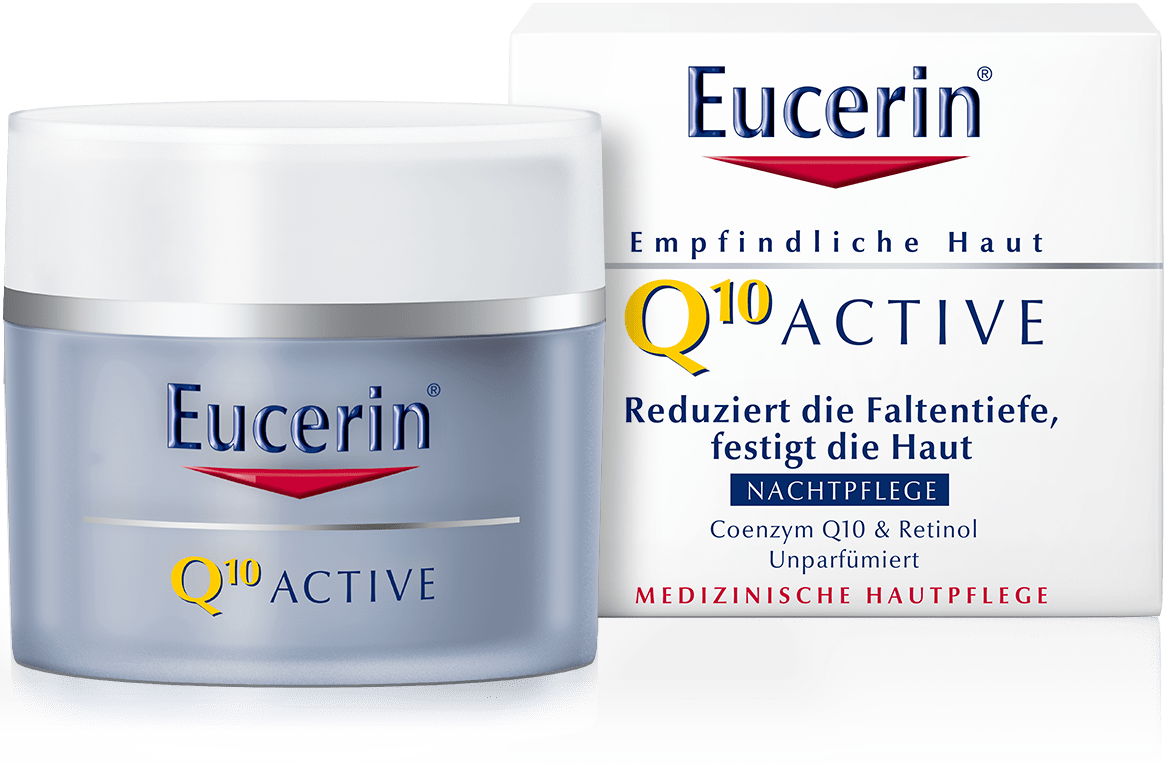 Eucerin®
Q10 ACTIVE
Eucerin®
Empfindliche Haut
Q10 ACTIVE
Reduziert die Faltentiefe,
festigt die Haut
NACHTPFLEGE
Coenzym Q10 & Retinol
Unparfümiert
MEDIZINISCHE HAUTPFLEGE